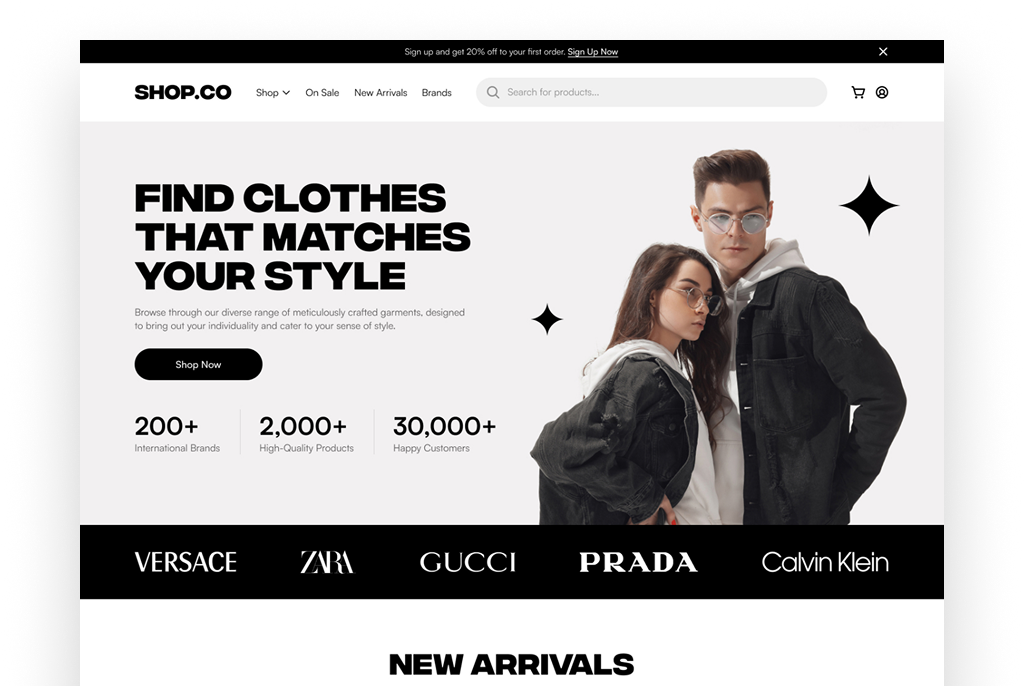 Sign up and get 20% off to your first order. Sign Up Now
SHOP.CO
Shop
On Sale
New Arrivals
Brands
Search for products...
FIND CLOTHES
THAT MATCHES
YOUR STYLE
Browse through our diverse range of meticulously crafted garments, designed
to bring out your individuality and cater to your sense of style.
Shop Now
200+
International Brands
2,000+
High-Quality Products
30,000+
Happy Customers
VERSACE
ZARA
GUCCI
PRADA
Calvin Klein
NEW ARRIVALS